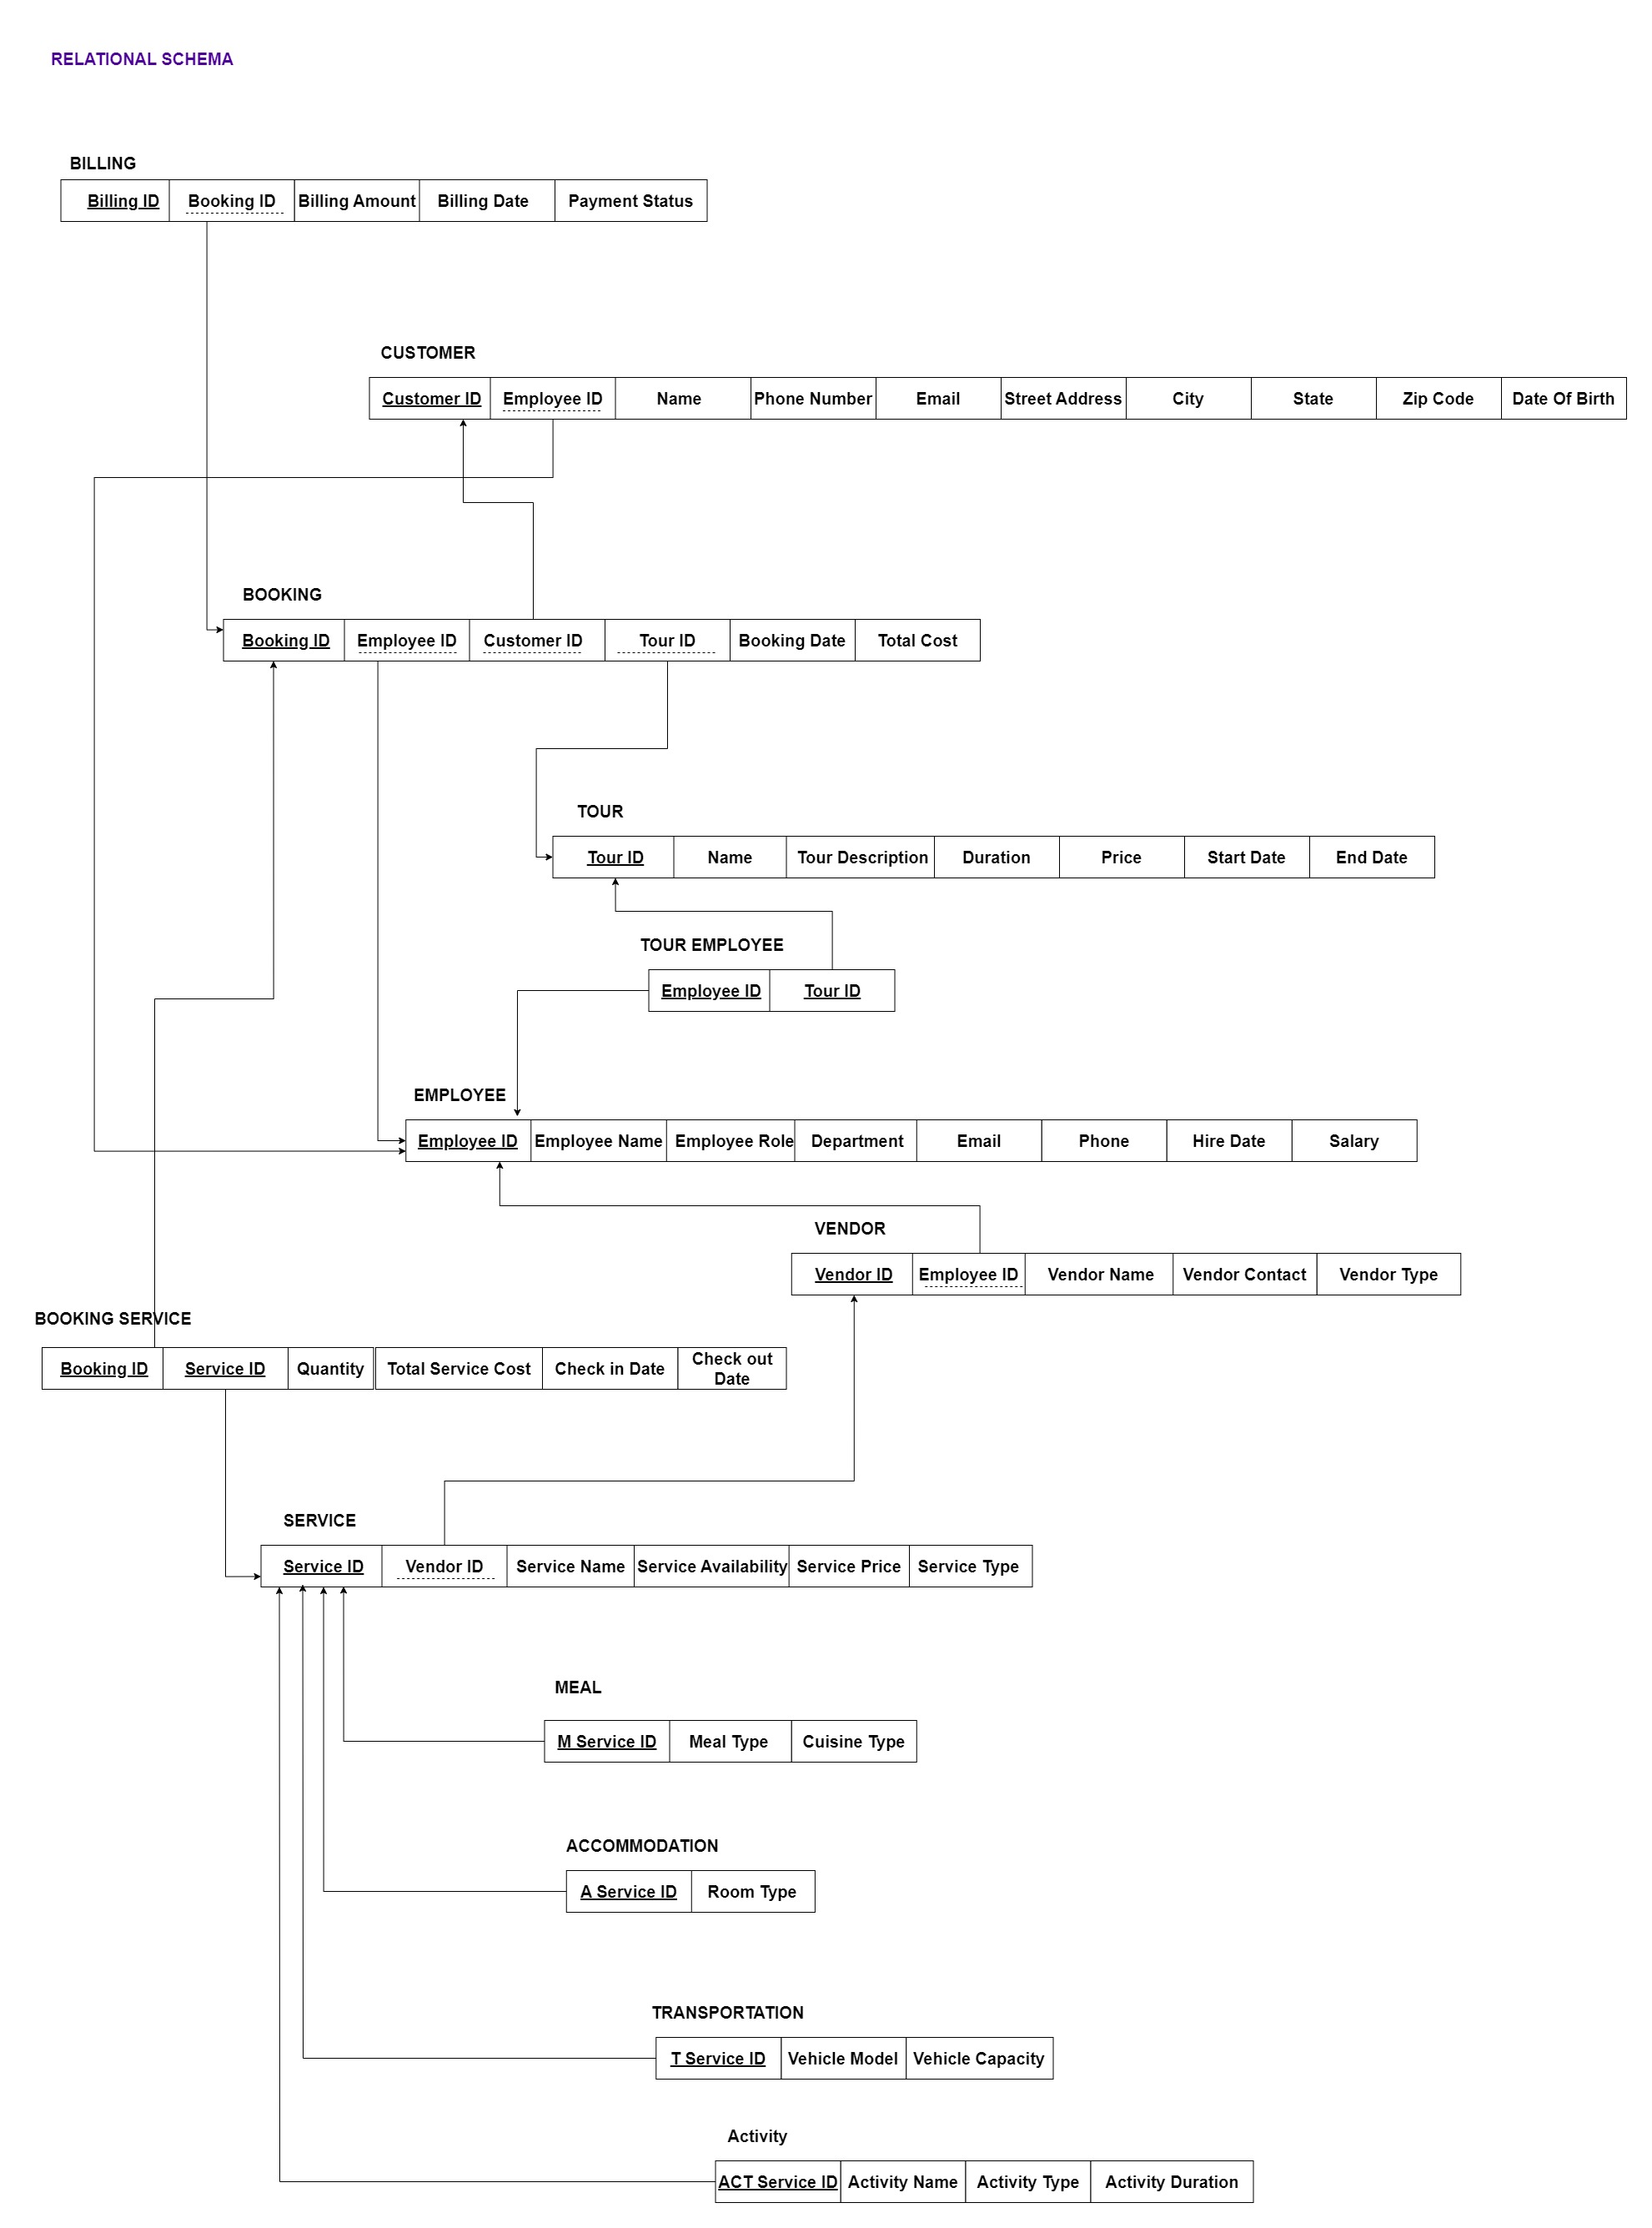 RELATIONAL SCHEMA
BILLING
Billing ID Booking ID Billing Amount Billing Date Payment Status
CUSTOMER
Customer ID Employee ID Name Phone Number Email Street Address City State Zip Code Date Of Birth
BOOKING
Booking ID Employee ID Customer ID Tour ID Booking Date Total Cost
TOUR
Tour ID Name Tour Description Duration Price Start Date End Date
TOUR EMPLOYEE
Employee ID Tour ID
EMPLOYEE
Employee ID Employee Name Employee Role Department Email Phone Hire Date Salary
VENDOR
Vendor ID Employee ID Vendor Name Vendor Contact Vendor Type
BOOKING SERVICE
Booking ID Service ID Quantity Total Service Cost Check in Date Check out
Date
SERVICE
Service ID Vendor ID Service Name Service Availability Service Price Service Type
MEAL
M Service ID Meal Type Cuisine Type
ACCOMMODATION
A Service ID Room Type
TRANSPORTATION
T Service ID Vehicle Model Vehicle Capacity
Activity
ACT Service ID Activity Name Activity Type Activity Duration